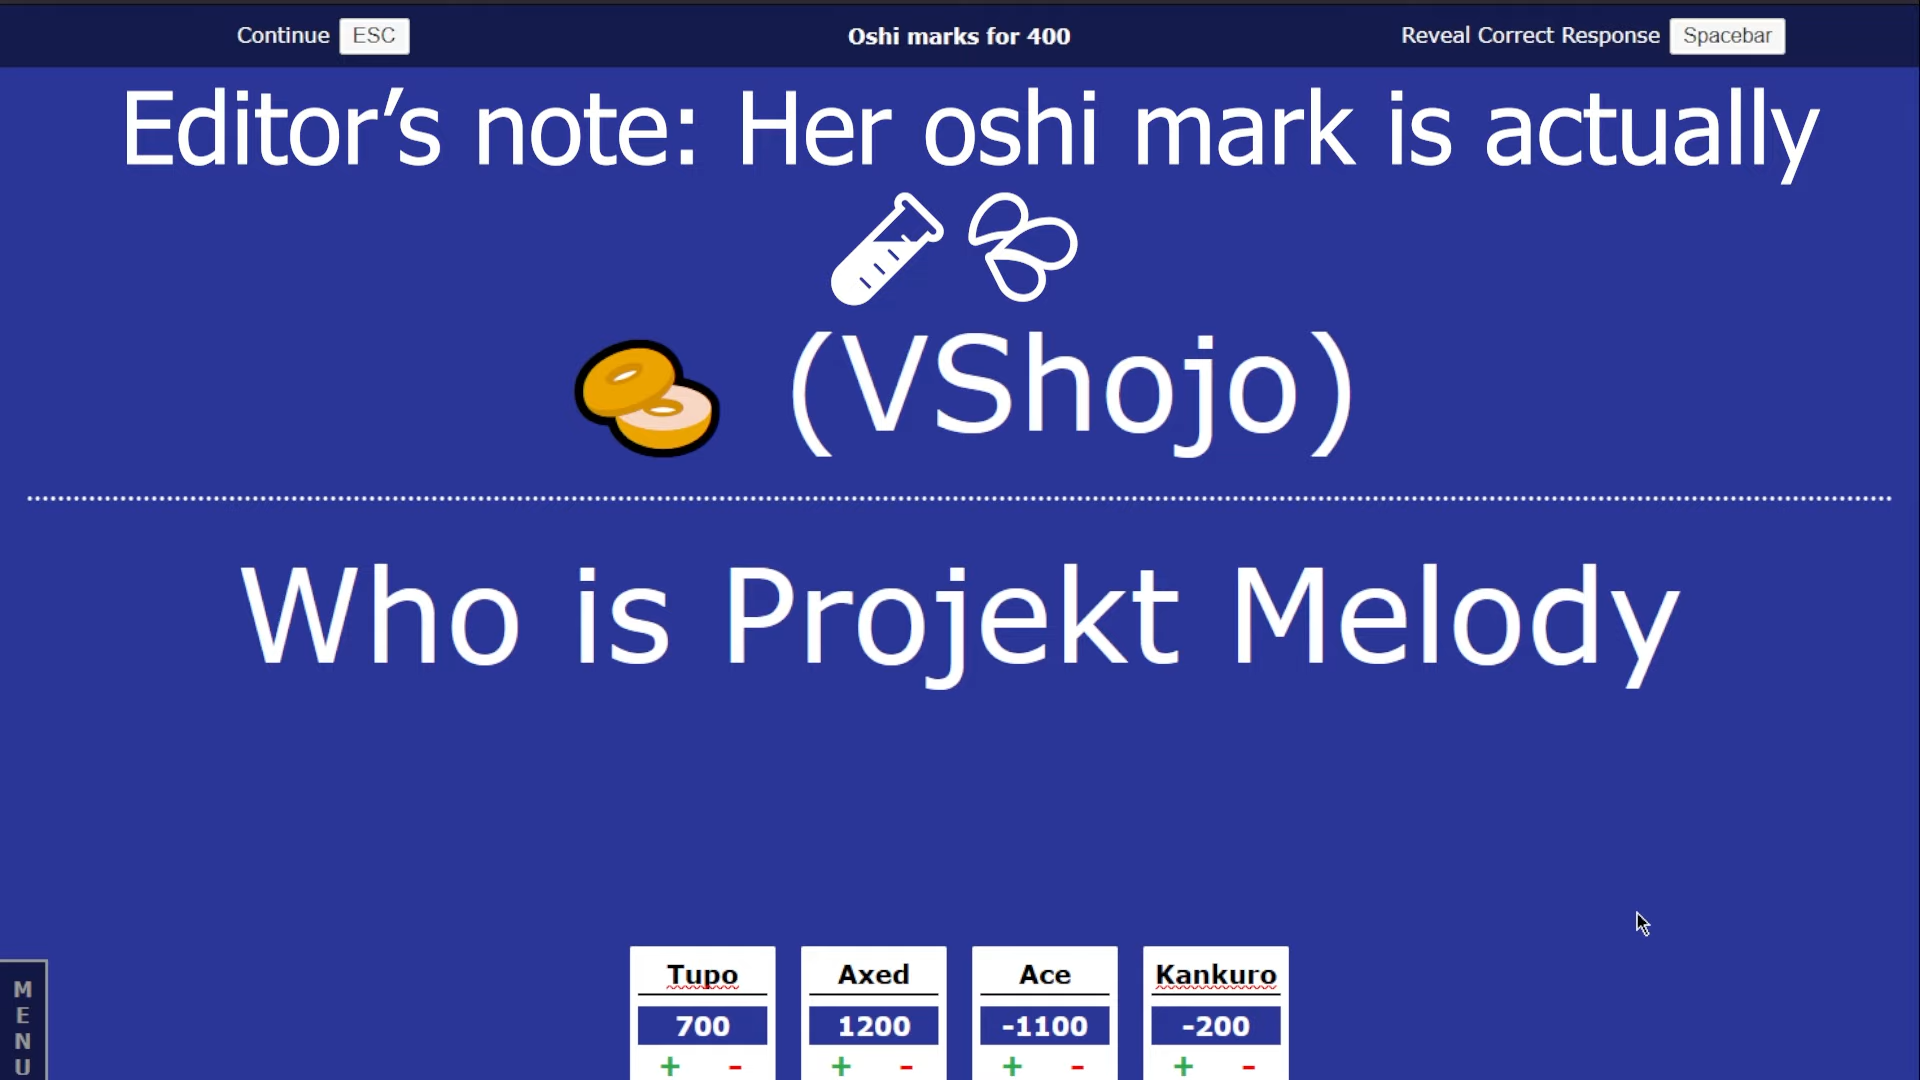 Continue ESC
Oshi marks for 400
Reveal Correct Response Spacebar
Editor’s note: Her oshi mark is actually
(VShojo)
Who is Projekt Melody
MENU
Tupo Axed Ace Kankuro
700 1200 -1100 -200
+ - + - + - + -